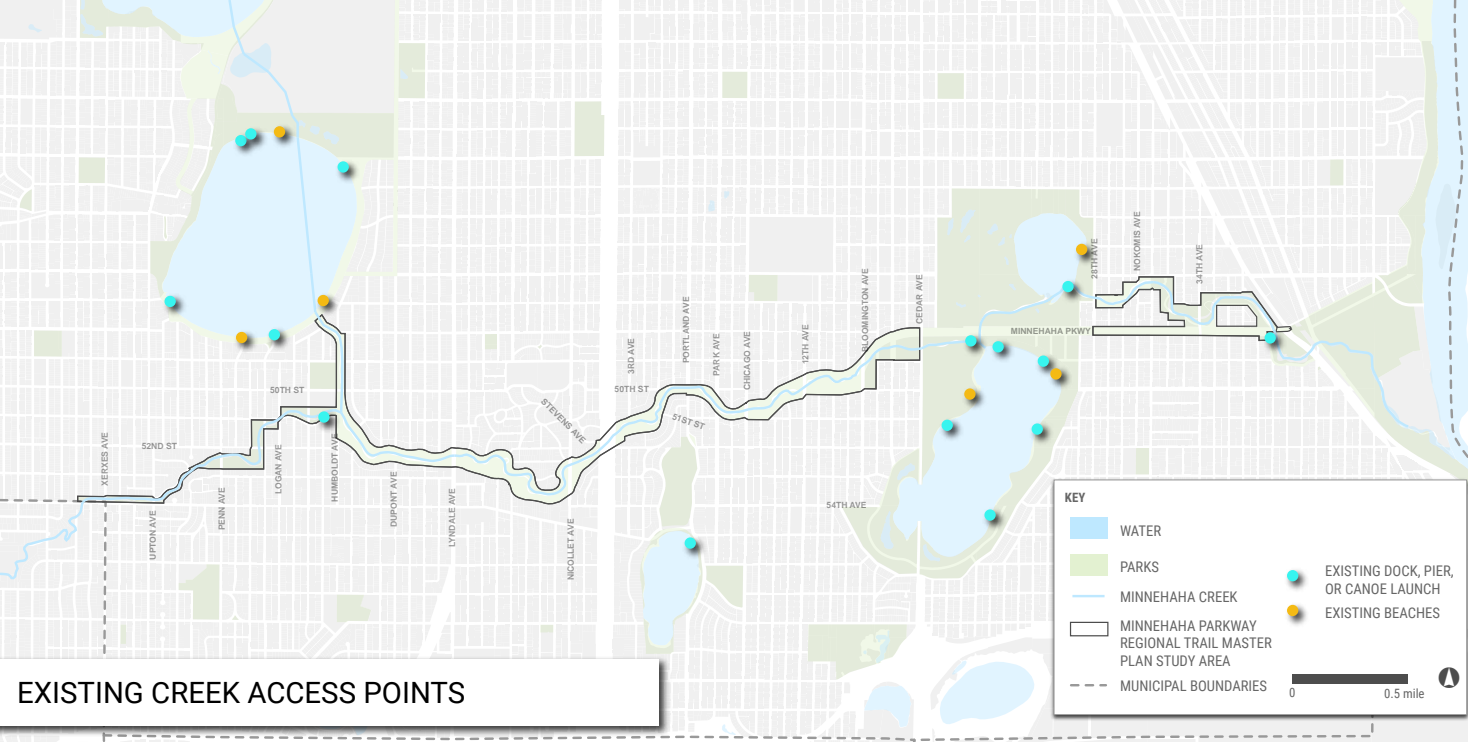 28TH AVE
NOKOMIS AVE
34TH AVE
BLOOMINGTON AVE
CEDAR AVE
3RD AVE
PORTLAND AVE
PARK AVE
CHICAGO AVE
12TH AVE
MINNEHAHA PKWY
50TH ST
50TH ST
STEVENS AVE
51ST ST
XERXES AVE
52ND ST
LOGAN AVE
HUMBOLDT AVE
PENN AVE
UPTON AVE
DUPONT AVE
LYNDALE AVE
NICOLLET AVE
54TH AVE
KEY
WATER
PARKS
MINNEHAHA CREEK
MINNEHAHA PARKWAY
REGIONAL TRAIL MASTER
PLAN STUDY AREA
MUNICIPAL BOUNDARIES
EXISTING DOCK, PIER,
OR CANOE LAUNCH
EXISTING BEACHES
0
0.5 mile
EXISTING CREEK ACCESS POINTS